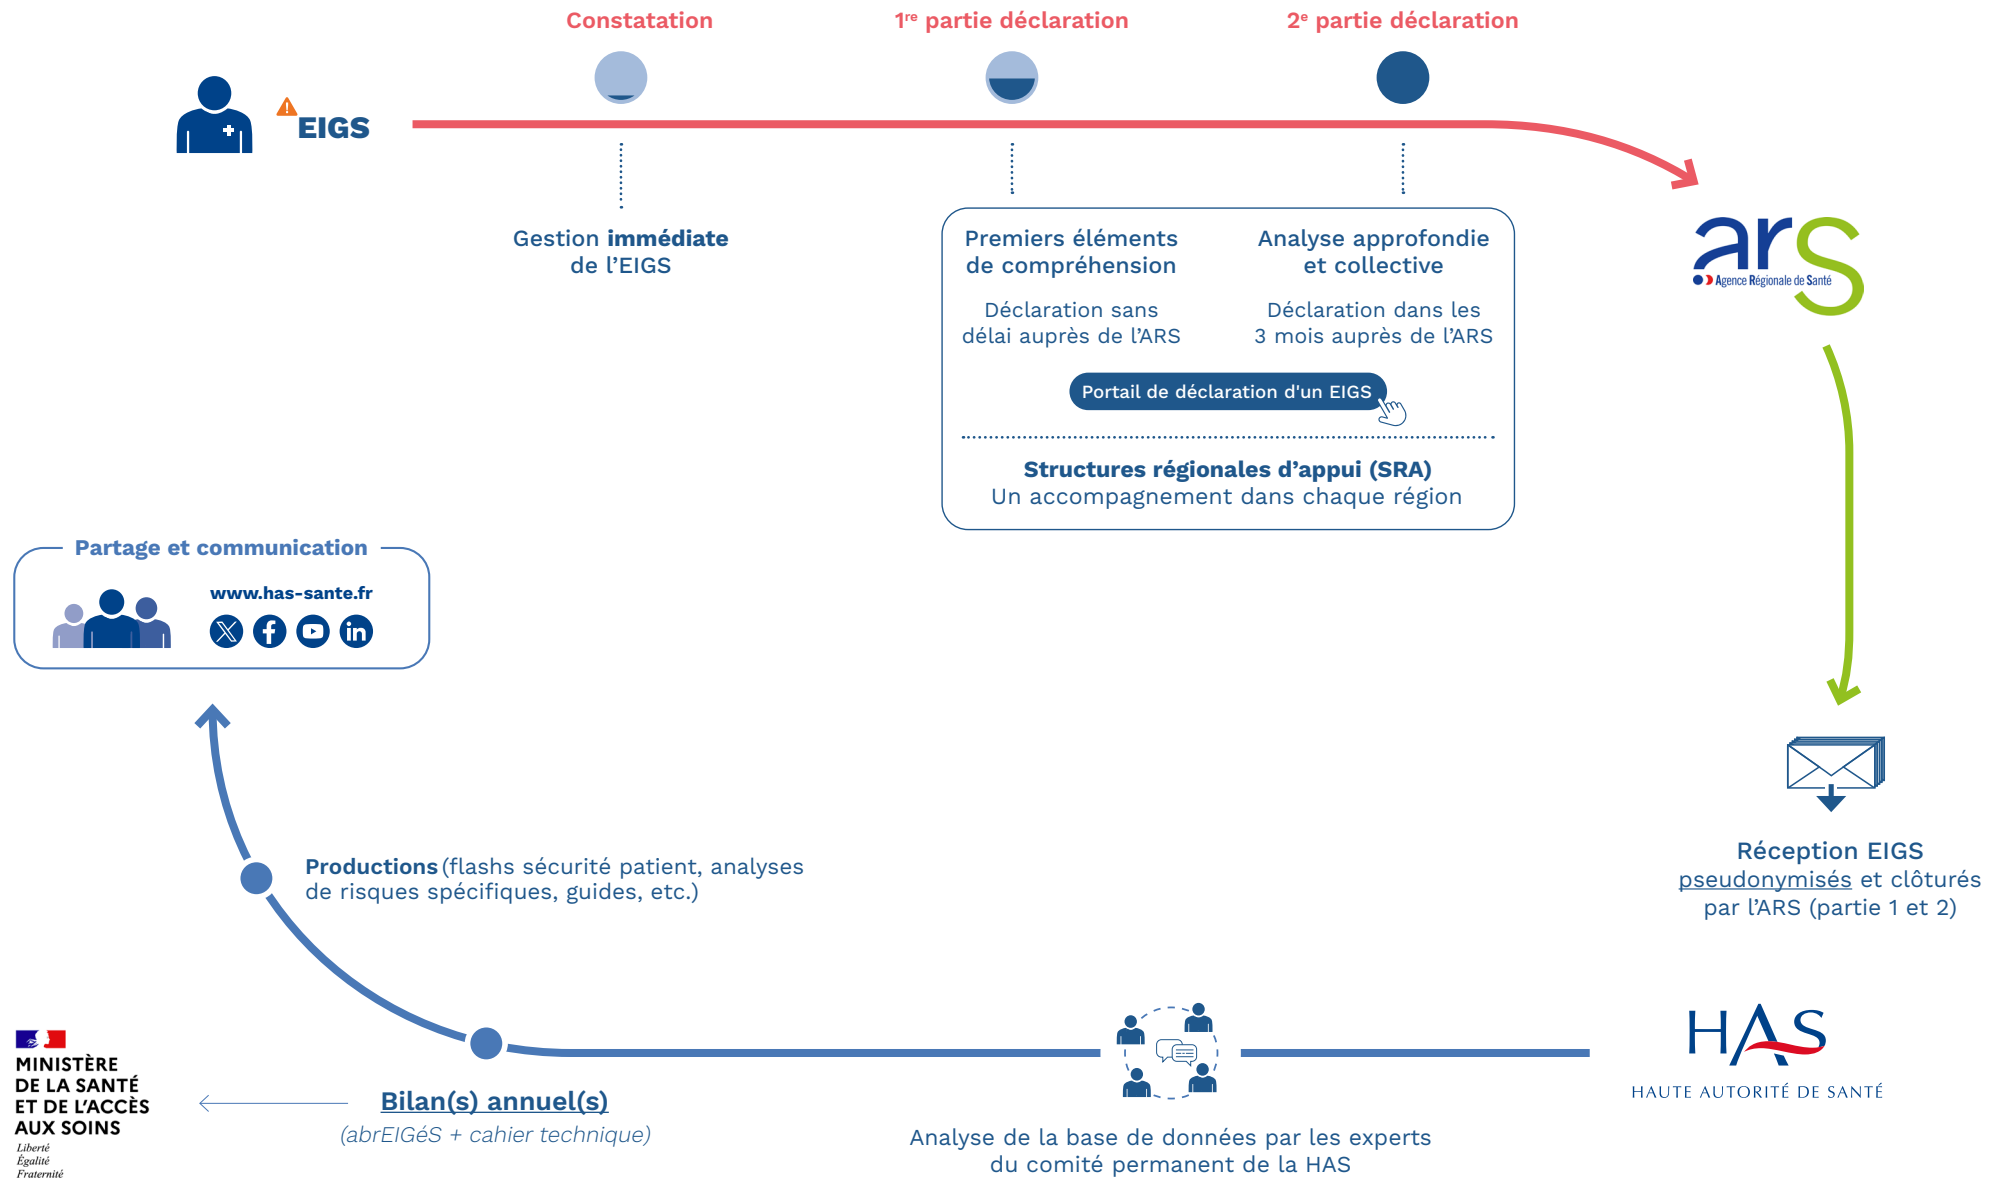 Constatation
1re partie déclaration
2e partie déclaration
EIGS
Gestion immédiate
de l'EIGS
Premiers éléments
de compréhension
Déclaration sans
délai auprès de l'ARS
Analyse approfondie
et collective
Déclaration dans les
3 mois auprès de l'ARS
Portail de déclaration d'un EIGS
Structures régionales d'appui (SRA)
Un accompagnement dans chaque région
ars
Agence Régionale de Santé
Réception EIGS
pseudonymisés et clôturés
par l'ARS (partie 1 et 2)
HAS
HAUTE AUTORITÉ DE SANTÉ
Analyse de la base de données par les experts
du comité permanent de la HAS
Bilan(s) annuel(s)
(abrEIGéS + cahier technique)
MINISTÈRE
DE LA SANTÉ
ET DE L'ACCÈS
AUX SOINS
Liberté
Égalité
Fraternité
Productions (flashs sécurité patient, analyses
de risques spécifiques, guides, etc.)
Partage et communication
www.has-sante.fr